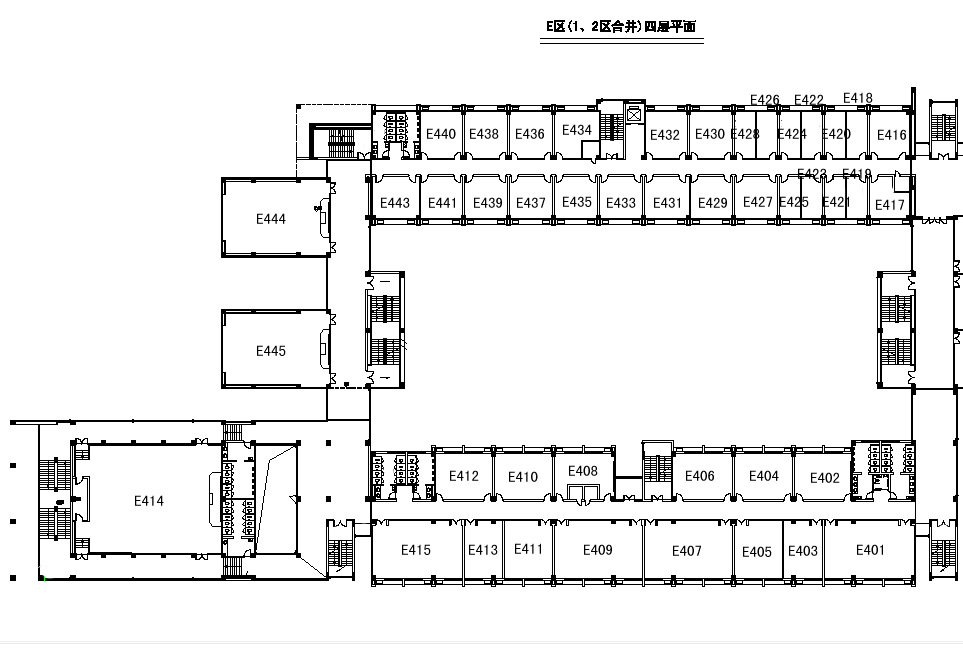 E区(1、2区合并)四层平面
E426 E422 E418
E440 E438 E436 E434 E432 E430 E428 E424 E420 E416
E423 E419
E443 E441 E439 E437 E435 E433 E431 E429 E427 E425 E421 E417
E444
E445
E412 E410 E408 E406 E404 E402
E414
E415 E413 E411 E409 E407 E405 E403 E401